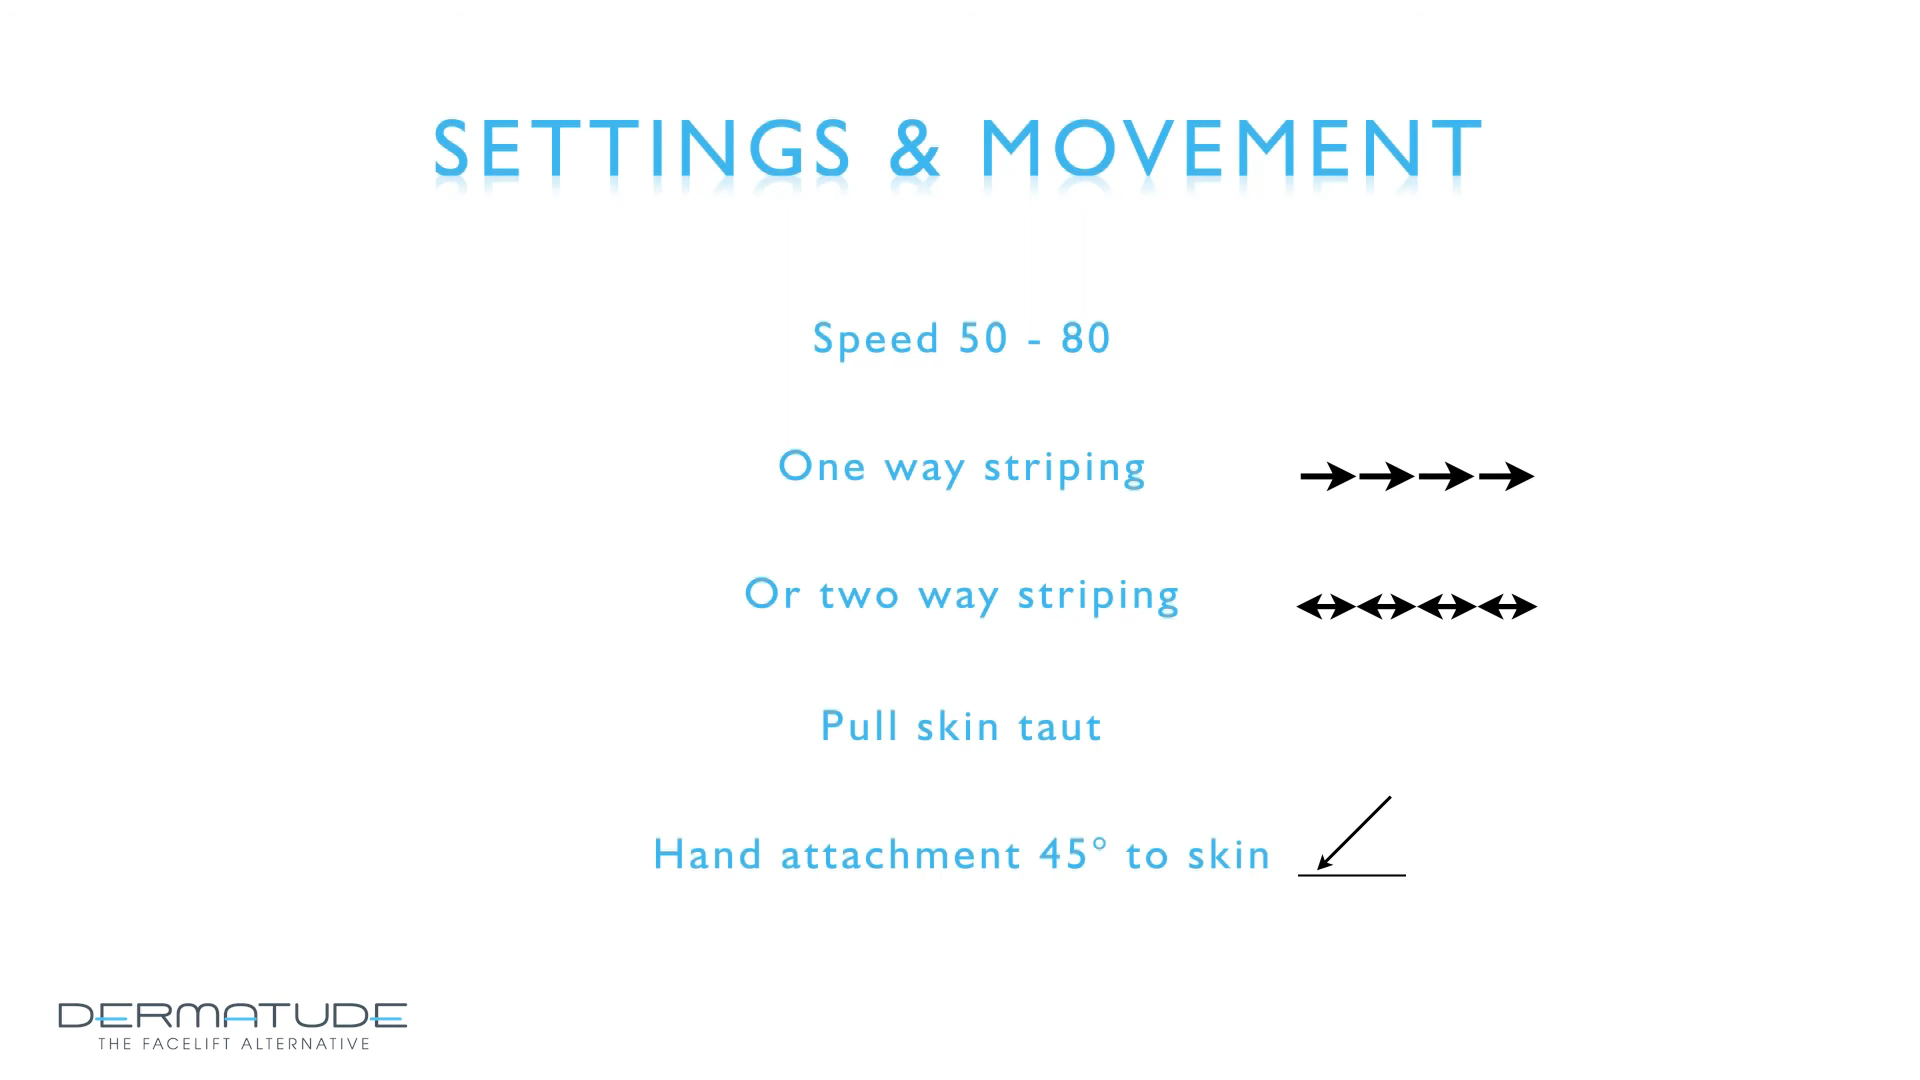 SETTINGS & MOVEMENT
Speed 50 - 80
One way striping
Or two way striping
Pull skin taut
Hand attachment 45° to skin
DERMATUDE
THE FACELIFT ALTERNATIVE